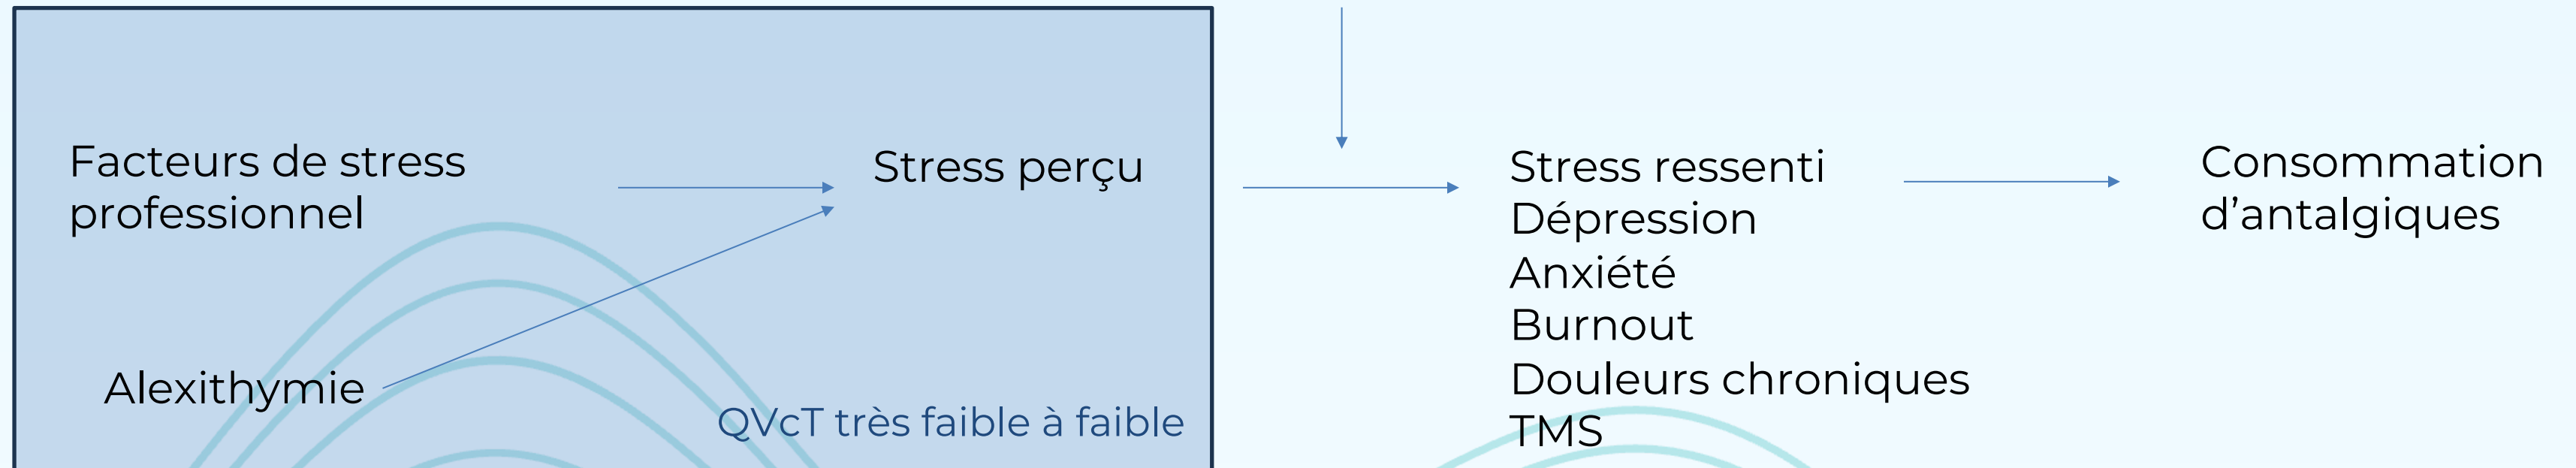 Facteurs de stress
professionnel
Stress perçu
Alexithymie
QVcT très faible à faible
Stress ressenti
Dépression
Anxiété
Burnout
Douleurs chroniques
TMS
Consommation
d’antalgiques